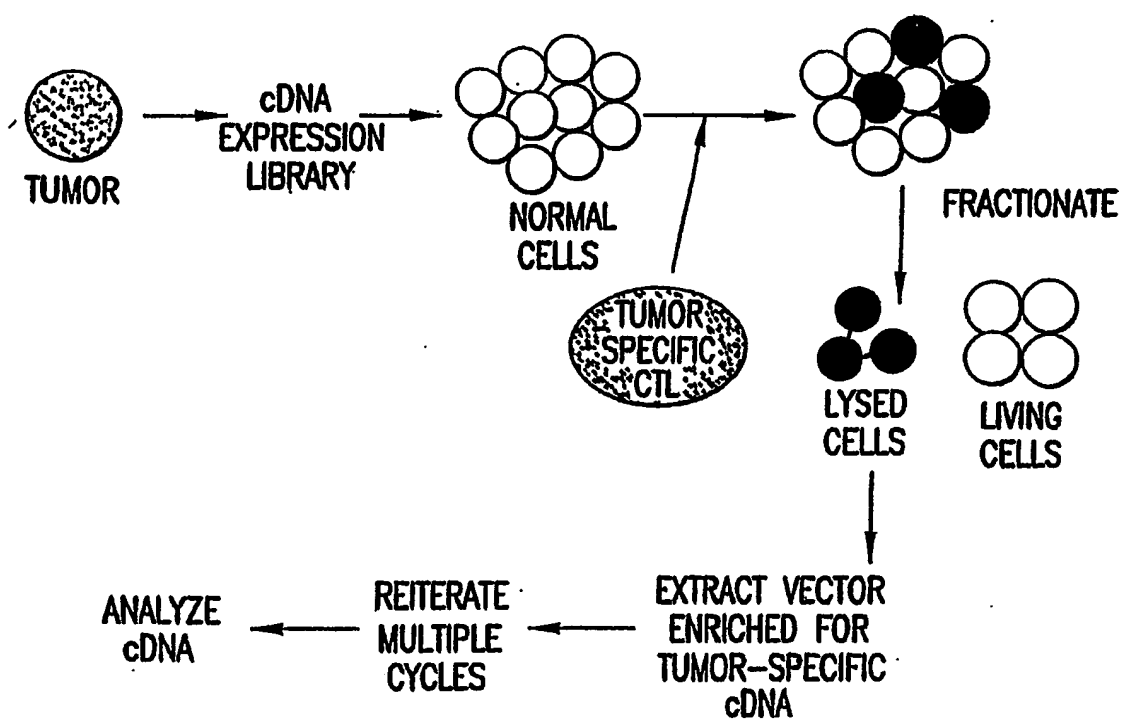 TUMOR
cDNA
EXPRESSION
LIBRARY
NORMAL
CELLS
TUMOR
SPECIFIC
CTL
FRACTIONATE
LYSED
CELLS
LIVING
CELLS
EXTRACT VECTOR
ENRICHED FOR
TUMOR-SPECIFIC
cDNA
REITERATE
MULTIPLE
CYCLES
ANALYZE
cDNA